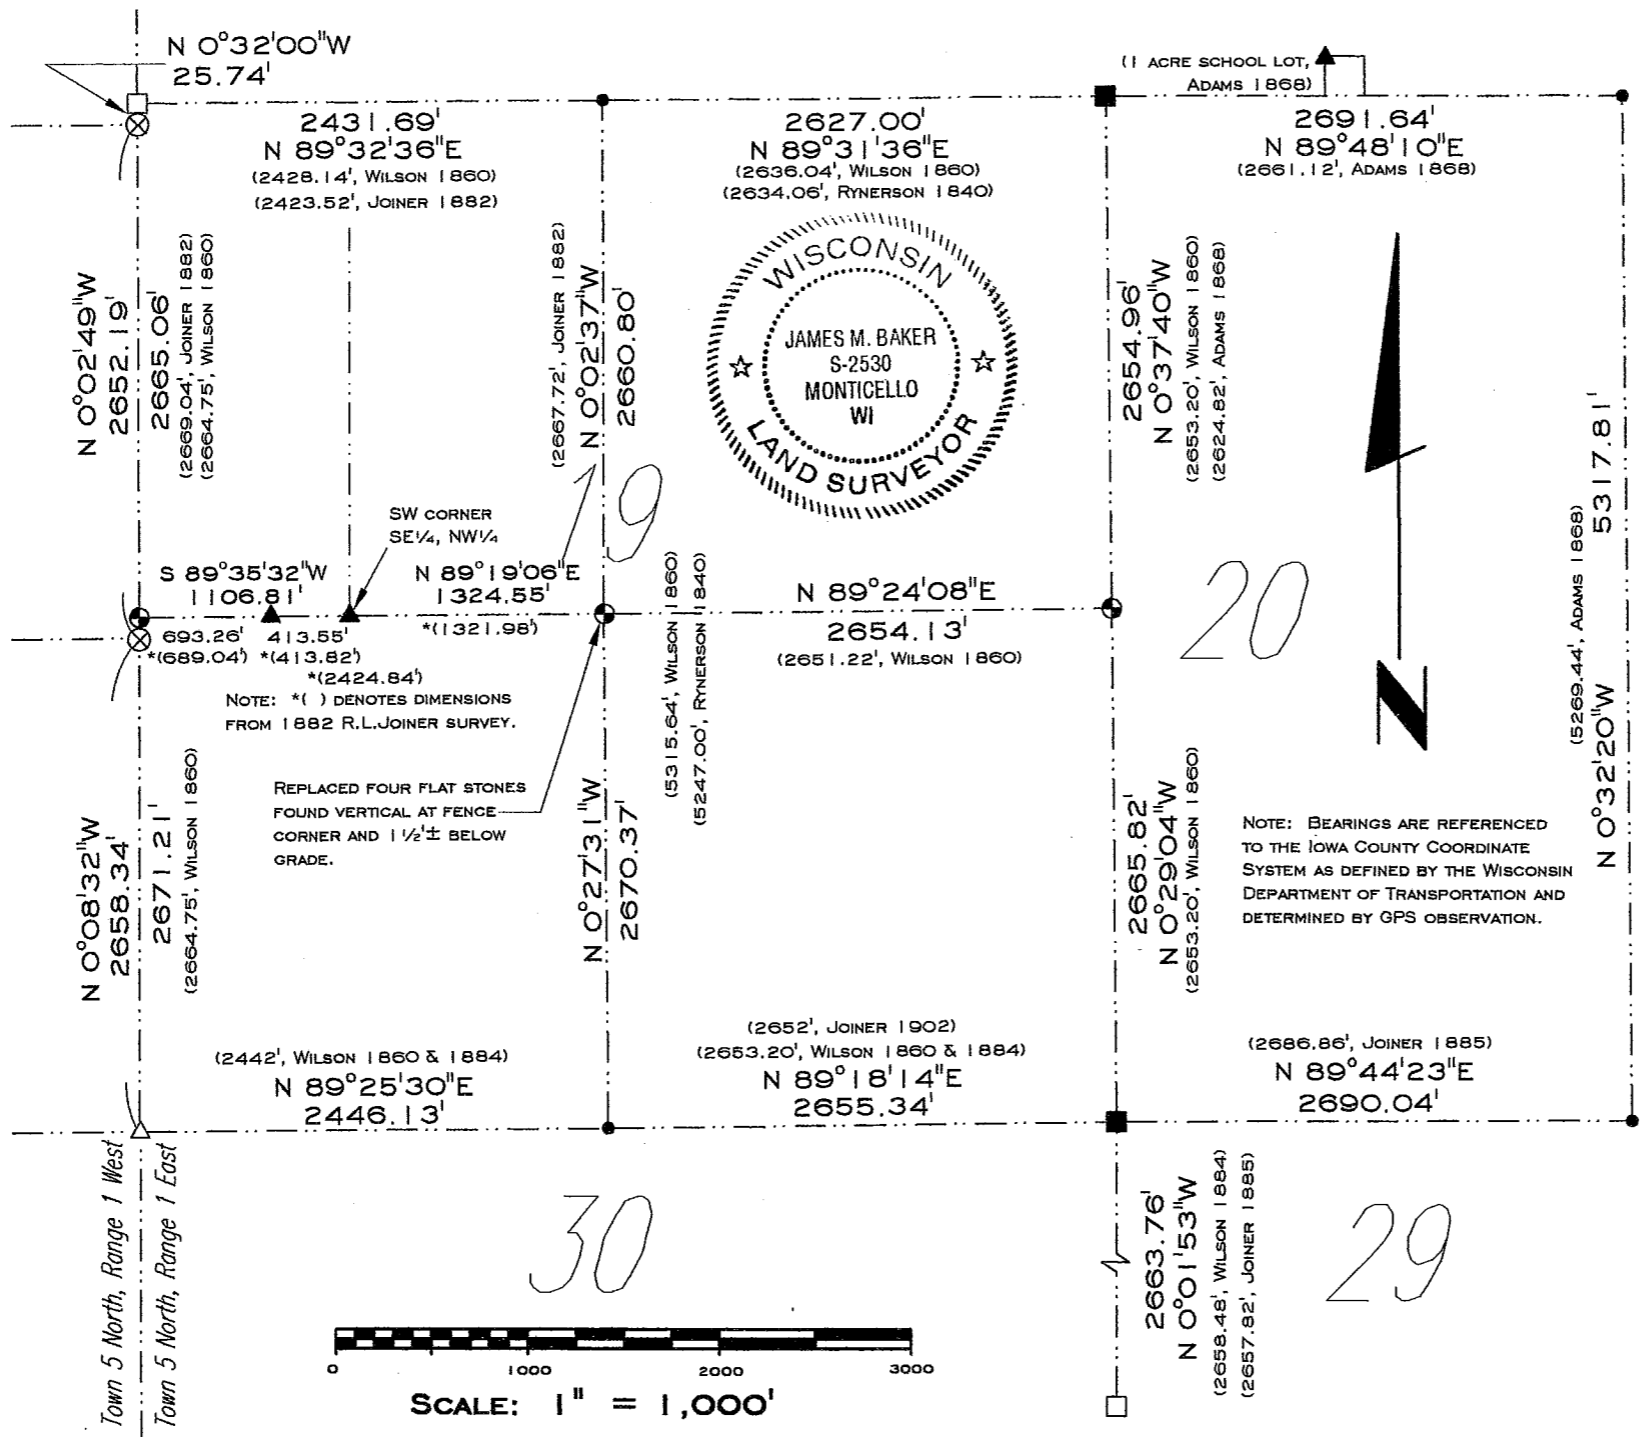 N 0°32'00"W
25.74'
(1 ACRE SCHOOL LOT,
ADAMS 1868)
2431.69'
N 89°32'36"E
(2428.14', WILSON 1860)
(2423.52', JOINER 1882)
2627.00'
N 89°31'36"E
(2636.04', WILSON 1860)
(2634.06', RYNERSON 1840)
2691.64'
N 89°48'10"E
(2661.12', ADAMS 1868)
N 0°02'49"W
2652.19'
2665.06'
(2669.04', JOINER 1882)
(2664.75', WILSON 1860)
(2667.72', JOINER 1882)
N 0°02'37"W
2660.80'
WISCONSIN
JAMES M. BAKER
S-2530
MONTICELLO
WI
LAND SURVEYOR
2654.96'
N 0°37'40"W
(2653.20', WILSON 1860)
(2624.82', ADAMS 1868)
19
SW CORNER
SE1/4, NW1/4
S 89°35'32"W
1106.81'
N 89°19'06"E
1324.55'
*(1321.98')
693.26' 413.55'
*(689.04') *(413.82')
*(2424.84')
NOTE: *( ) DENOTES DIMENSIONS
FROM 1882 R.L.JOINER SURVEY.
(5315.64', WILSON 1860)
(5247.00', RYNERSON 1840)
N 89°24'08"E
2654.13'
(2651.22', WILSON 1860)
20
N
(5269.44', ADAMS 1868)
N 0°32'20"W 5317.81'
REPLACED FOUR FLAT STONES
FOUND VERTICAL AT FENCE
CORNER AND 1 1/2'± BELOW
GRADE.
N 0°08'32"W
2658.34'
2671.21'
(2664.75', WILSON 1860)
N 0°27'31"W
2670.37'
2665.82'
N 0°29'04"W
(2653.20', WILSON 1860)
NOTE: BEARINGS ARE REFERENCED
TO THE IOWA COUNTY COORDINATE
SYSTEM AS DEFINED BY THE WISCONSIN
DEPARTMENT OF TRANSPORTATION AND
DETERMINED BY GPS OBSERVATION.
(2442', WILSON 1860 & 1884)
N 89°25'30"E
2446.13'
(2652', JOINER 1902)
(2653.20', WILSON 1860 & 1884)
N 89°18'14"E
2655.34'
(2686.86', JOINER 1885)
N 89°44'23"E
2690.04'
Town 5 North, Range 1 West
Town 5 North, Range 1 East
30
2663.76'
N 0°01'53"W
(2658.48', WILSON 1884)
(2657.82', JOINER 1885)
29
0 1000 2000 3000
SCALE: 1" = 1,000'